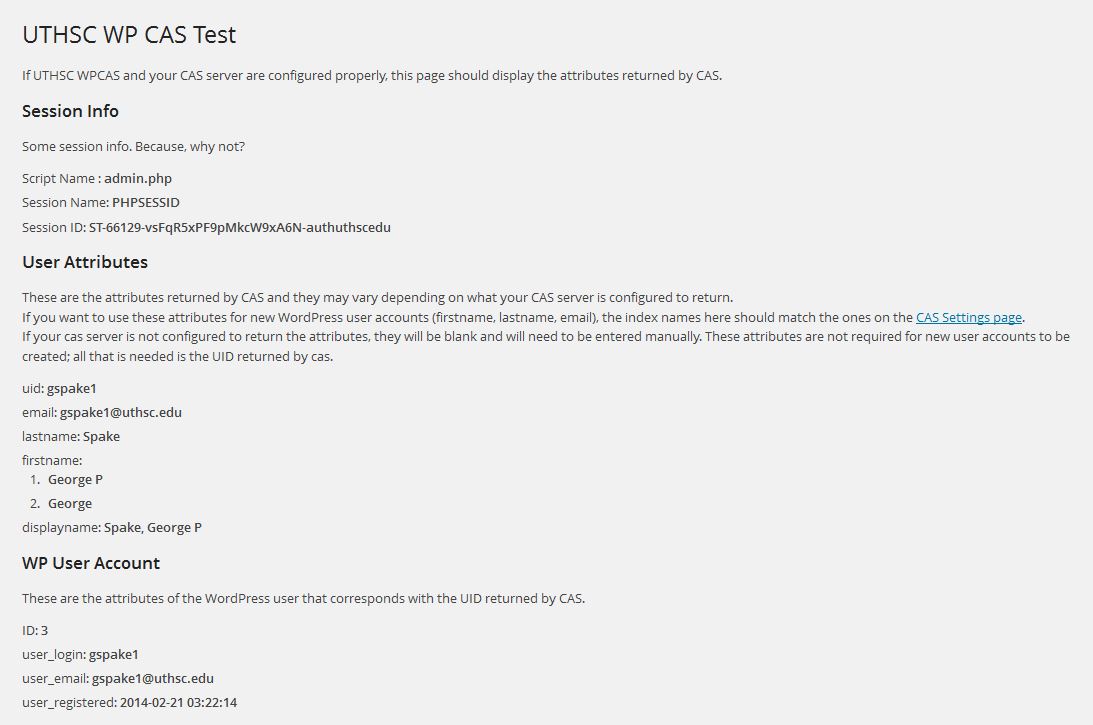 UTHSC WP CAS Test
If UTHSC WPCAS and your CAS server are configured properly, this page should display the attributes returned by CAS.
Session Info
Some session info. Because, why not?
Script Name : admin.php
Session Name: PHPSESSID
Session ID: ST-66129-vsFqR5xPF9pMkcW9xA6N-authuthscedu
User Attributes
These are the attributes returned by CAS and they may vary depending on what your CAS server is configured to return.
If you want to use these attributes for new WordPress user accounts (firstname, lastname, email), the index names here should match the ones on the CAS Settings page.
If your cas server is not configured to return the attributes, they will be blank and will need to be entered manually. These attributes are not required for new user accounts to be
created; all that is needed is the UID returned by cas.
uid: gspake1
email: gspake1@uthsc.edu
lastname: Spake
firstname:
1. George P
2. George
displayname: Spake, George P
WP User Account
These are the attributes of the WordPress user that corresponds with the UID returned by CAS.
ID: 3
user_login: gspake1
user_email: gspake1@uthsc.edu
user_registered: 2014-02-21 03:22:14